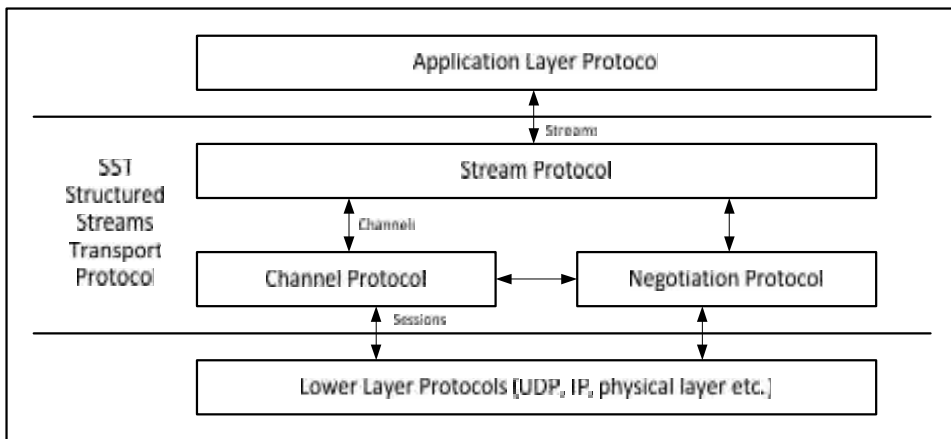 Application Layer Protocol
Streams
SST
Structured
Streams
Transport
Protocol
Stream Protocol
Channels
Channel Protocol
Negotiation Protocol
Sessions
Lower Layer Protocols (UDP, IP, physical layer etc.)